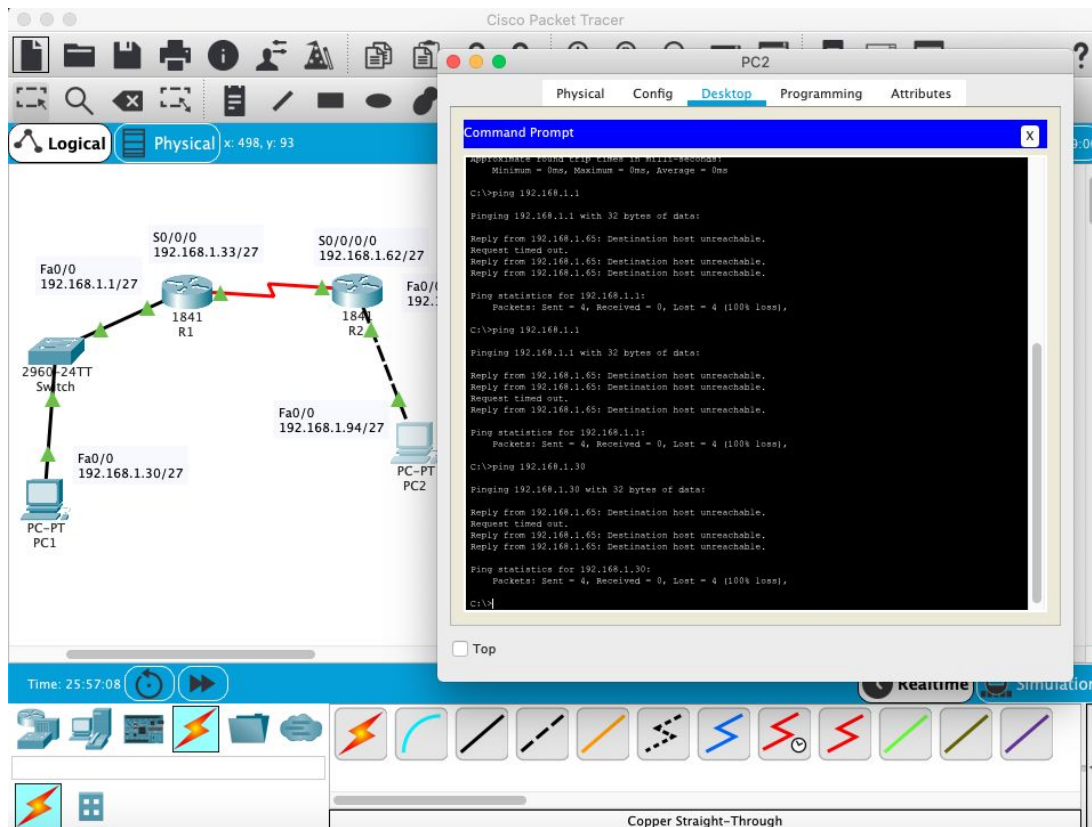 Cisco Packet Tracer
?
Logical
Physical
x: 498, y: 93
S0/0/0
192.168.1.33/27
S0/0/0/0
192.168.1.62/27
Fa0/0
192.168.1.1/27
1841
R1
1841
R2
2960-24TT
Switch
Fa0/0
192.168.1.94/27
Fa0/0
192.168.1.30/27
PC-PT
PC2
PC-PT
PC1
PC2
Physical Config Desktop Programming Attributes
Command Prompt
X
Approximate round trip times in milli-seconds:
Minimum = 0ms, Maximum = 0ms, Average = 0ms
C:\>ping 192.168.1.1
Pinging 192.168.1.1 with 32 bytes of data:
Reply from 192.168.1.65: Destination host unreachable.
Request timed out.
Reply from 192.168.1.65: Destination host unreachable.
Reply from 192.168.1.65: Destination host unreachable.
Ping statistics for 192.168.1.1:
Packets: Sent = 4, Received = 0, Lost = 4 (100% loss),
C:\>ping 192.168.1.1
Pinging 192.168.1.1 with 32 bytes of data:
Reply from 192.168.1.65: Destination host unreachable.
Reply from 192.168.1.65: Destination host unreachable.
Request timed out.
Reply from 192.168.1.65: Destination host unreachable.
Ping statistics for 192.168.1.1:
Packets: Sent = 4, Received = 0, Lost = 4 (100% loss),
C:\>ping 192.168.1.30
Pinging 192.168.1.30 with 32 bytes of data:
Reply from 192.168.1.65: Destination host unreachable.
Request timed out.
Reply from 192.168.1.65: Destination host unreachable.
Reply from 192.168.1.65: Destination host unreachable.
Ping statistics for 192.168.1.30:
Packets: Sent = 4, Received = 0, Lost = 4 (100% loss),
C:\>
Top
Time: 25:57:08
Realtime
Simulation
Copper Straight-Through